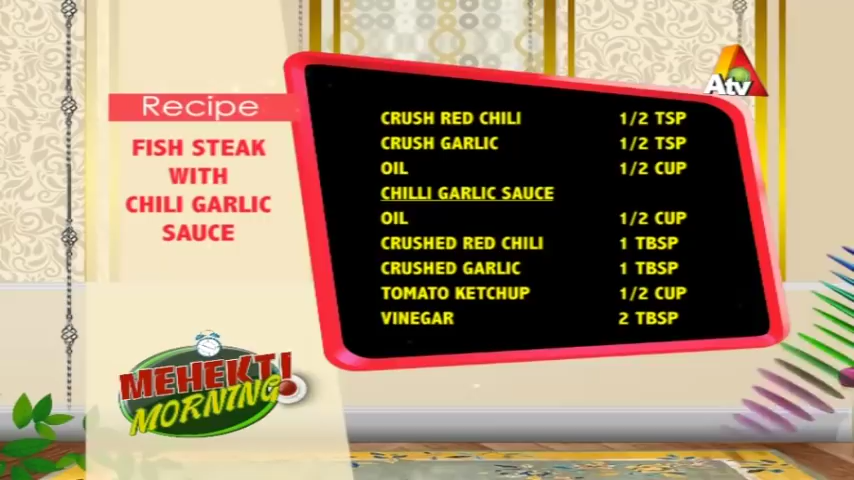 Atv
Recipe
FISH STEAK
WITH
CHILI GARLIC
SAUCE
CRUSH RED CHILI 1/2 TSP
CRUSH GARLIC 1/2 TSP
OIL 1/2 CUP
CHILLI GARLIC SAUCE
OIL 1/2 CUP
CRUSHED RED CHILI 1 TBSP
CRUSHED GARLIC 1 TBSP
TOMATO KETCHUP 1/2 CUP
VINEGAR 2 TBSP
MEHEKTI
MORNING